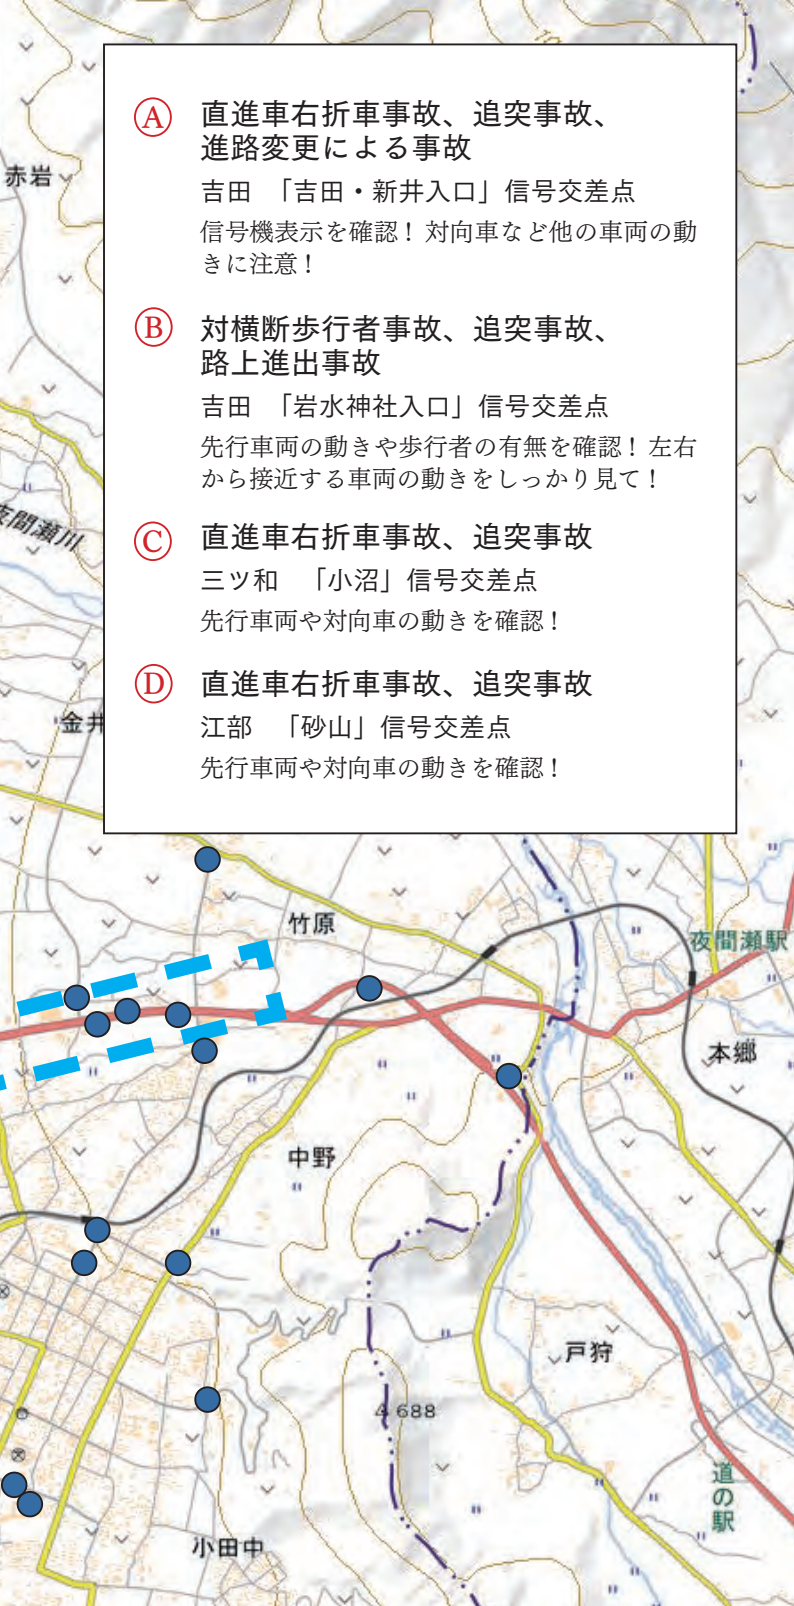 赤岩
Ⓐ 直進車右折車事故、追突事故、
進路変更による事故
吉田 「吉田・新井入口」信号交差点
信号機表示を確認！対向車など他の車両の動
きに注意！
Ⓑ 対横断歩行者事故、追突事故、
路上進出事故
吉田 「岩水神社入口」信号交差点
先行車両の動きや歩行者の有無を確認！左右
から接近する車両の動きをしっかり見て！
間瀬川
Ⓒ 直進車右折車事故、追突事故
三ツ和 「小沼」信号交差点
先行車両や対向車の動きを確認！
Ⓓ 直進車右折車事故、追突事故
江部 「砂山」信号交差点
先行車両や対向車の動きを確認！
金井
竹原
夜間瀬駅
本郷
中野
戸狩
688
道の駅
小田中